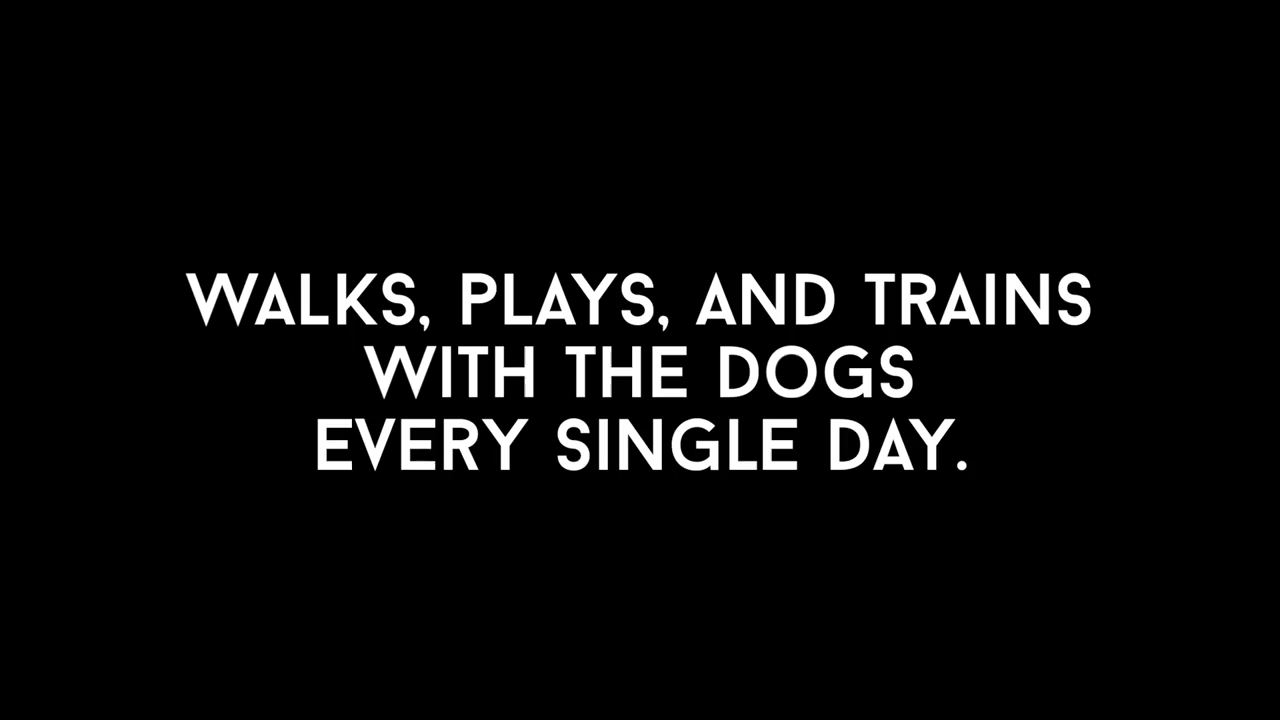 WALKS, PLAYS, AND TRAINS
WITH THE DOGS
EVERY SINGLE DAY.